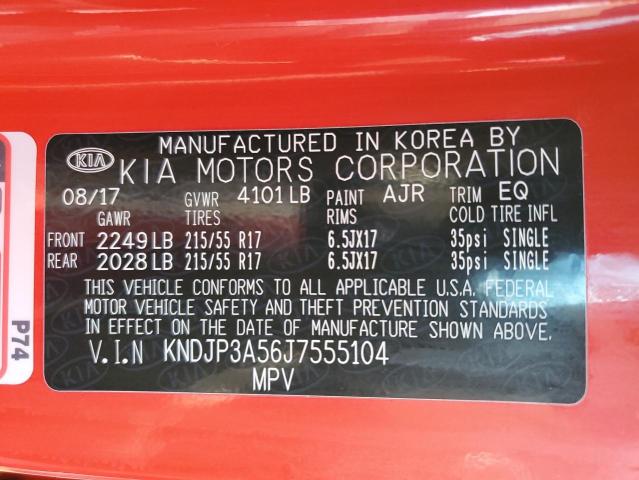 MANUFACTURED IN KOREA BY
KIA KIA MOTORS CORPORATION
08/17 GVWR 4101 LB PAINT AJR TRIM EQ
GAWR TIRES RIMS COLD TIRE INFL
FRONT 2249 LB 215/55 R17 6.5JX17 35psi SINGLE
REAR 2028 LB 215/55 R17 6.5JX17 35psi SINGLE
THIS VEHICLE CONFORMS TO ALL APPLICABLE U.S.A. FEDERAL
MOTOR VEHICLE SAFETY AND THEFT PREVENTION STANDARDS
IN EFFECT ON THE DATE OF MANUFACTURE SHOWN ABOVE.
V.I.N KNDJP3A56J7555104
MPV
P74